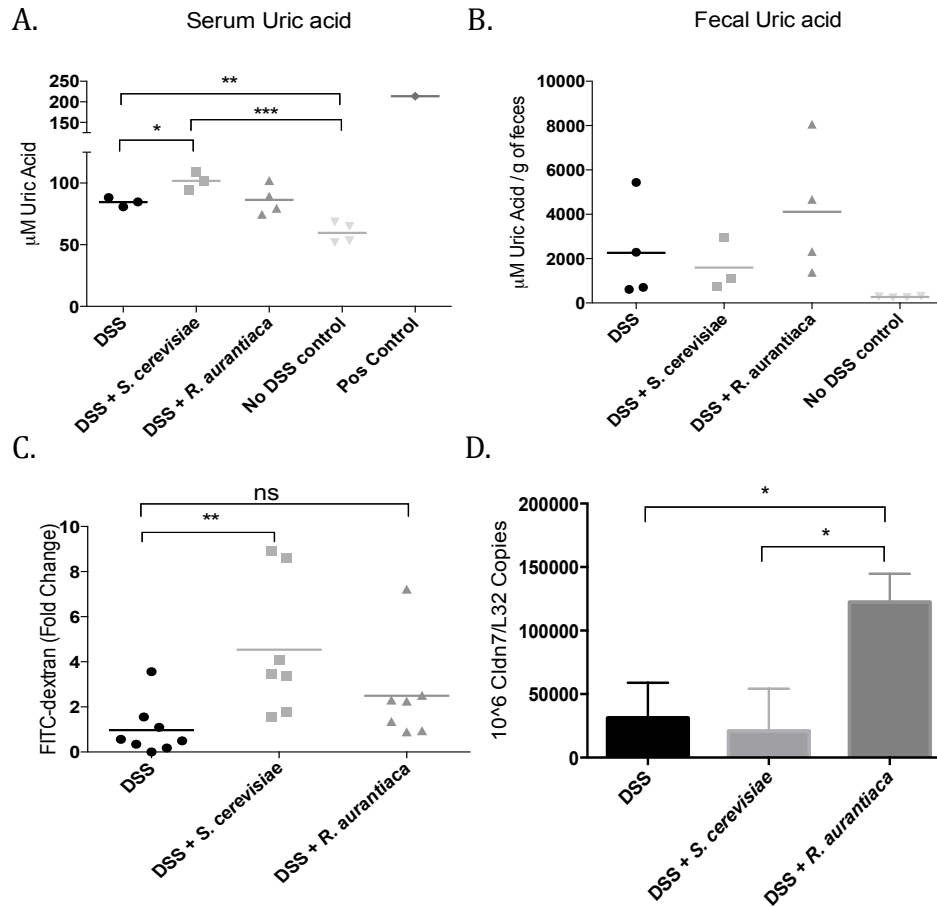 A.
Serum Uric acid
250
200
150
100
50
0
µM Uric Acid
**
***
*
DSS
DSS + S. cerevisiae
DSS + R. aurantiaca
No DSS control
Pos Control
B.
Fecal Uric acid
10000
8000
6000
4000
2000
0
µM Uric Acid / g of feces
DSS
DSS + S. cerevisiae
DSS + R. aurantiaca
No DSS control
C.
ns
**
10
8
6
4
2
0
FITC-dextran (Fold Change)
DSS
DSS + S. cerevisiae
DSS + R. aurantiaca
D.
200000
150000
100000
50000
0
10^6 Cldn7/L32 Copies
*
*
DSS
DSS + S. cerevisiae
DSS + R. aurantiaca